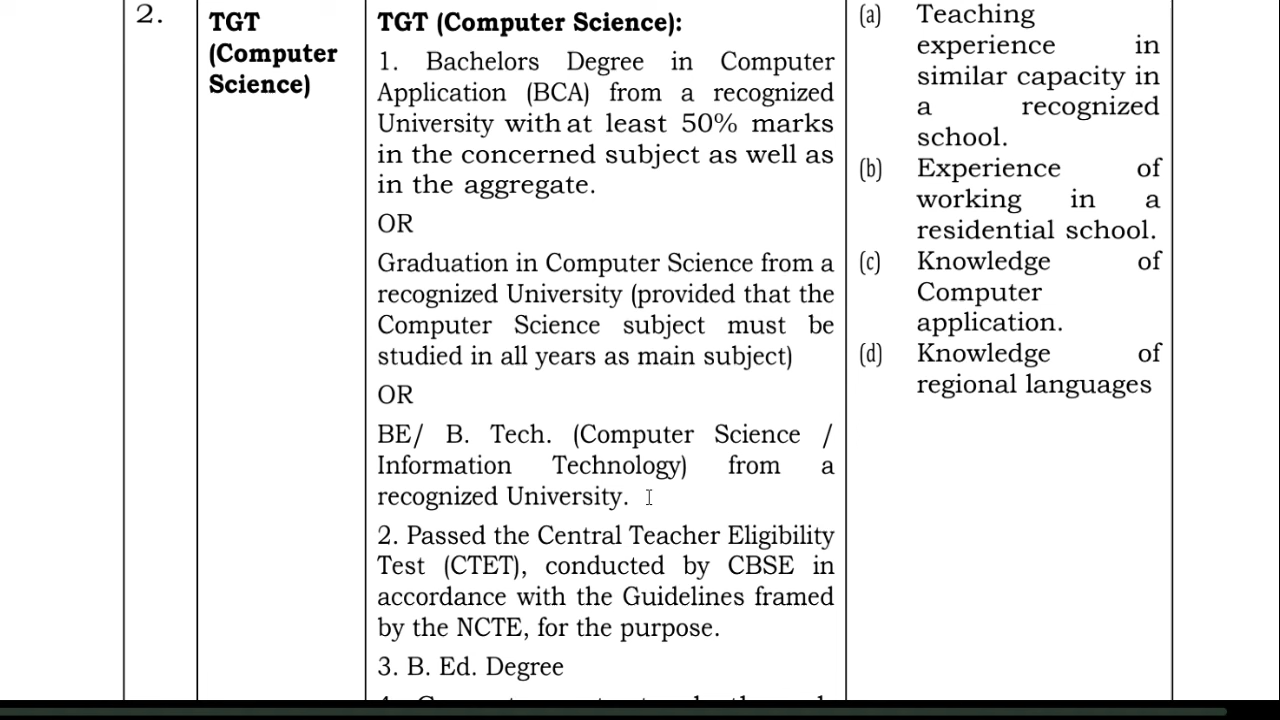 2.
TGT
(Computer
Science)
TGT (Computer Science):
1. Bachelors Degree in Computer
Application (BCA) from a recognized
University with at least 50% marks
in the concerned subject as well as
in the aggregate.
OR
Graduation in Computer Science from a
recognized University (provided that the
Computer Science subject must be
studied in all years as main subject)
OR
BE/ B. Tech. (Computer Science /
Information Technology) from a
recognized University.
2. Passed the Central Teacher Eligibility
Test (CTET), conducted by CBSE in
accordance with the Guidelines framed
by the NCTE, for the purpose.
3. B. Ed. Degree
(a) Teaching
experience in
similar capacity in
a recognized
school.
(b) Experience of
working in a
residential school.
(c) Knowledge of
Computer
application.
(d) Knowledge of
regional languages